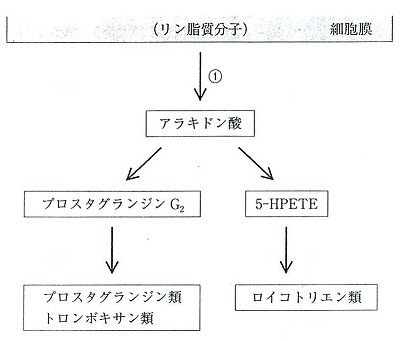 (リン脂質分子) 細胞膜
①
アラキドン酸
プロスタグランジン G₂ 5-HPETE
プロスタグランジン類 ロイコトリエン類
トロンボキサン類